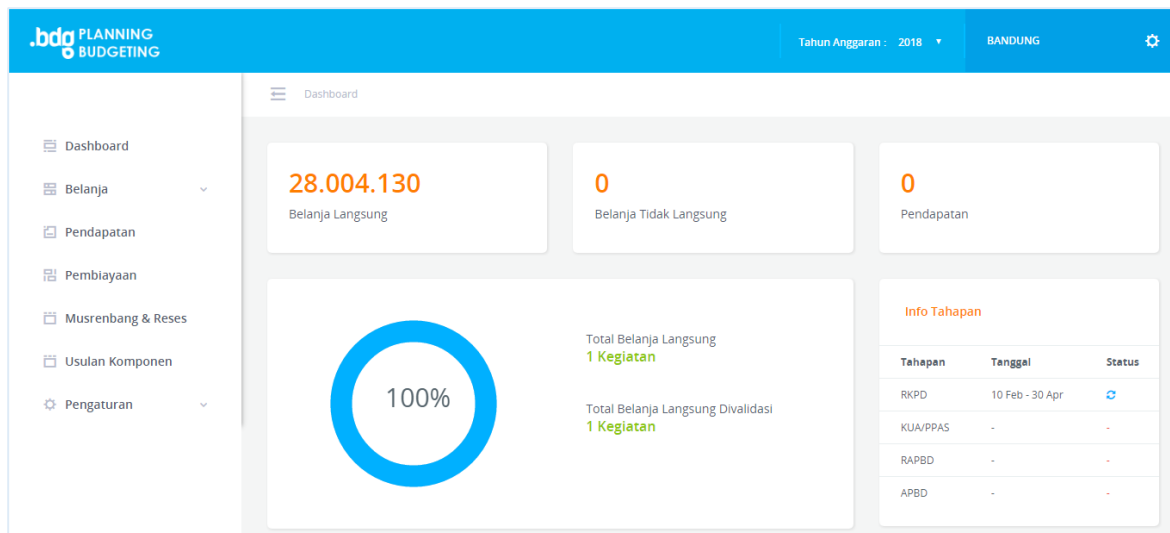 .bdg PLANNING
BUDGETING
Tahun Anggaran : 2018
BANDUNG
Dashboard
Dashboard
Belanja
Pendapatan
Pembiayaan
Musrenbang & Reses
Usulan Komponen
Pengaturan
28.004.130
Belanja Langsung
0
Belanja Tidak Langsung
0
Pendapatan
100%
Total Belanja Langsung
1 Kegiatan
Total Belanja Langsung Divalidasi
1 Kegiatan
Info Tahapan
Tahapan Tanggal Status
RKPD 10 Feb - 30 Apr
KUA/PPAS - -
RAPBD - -
APBD - -